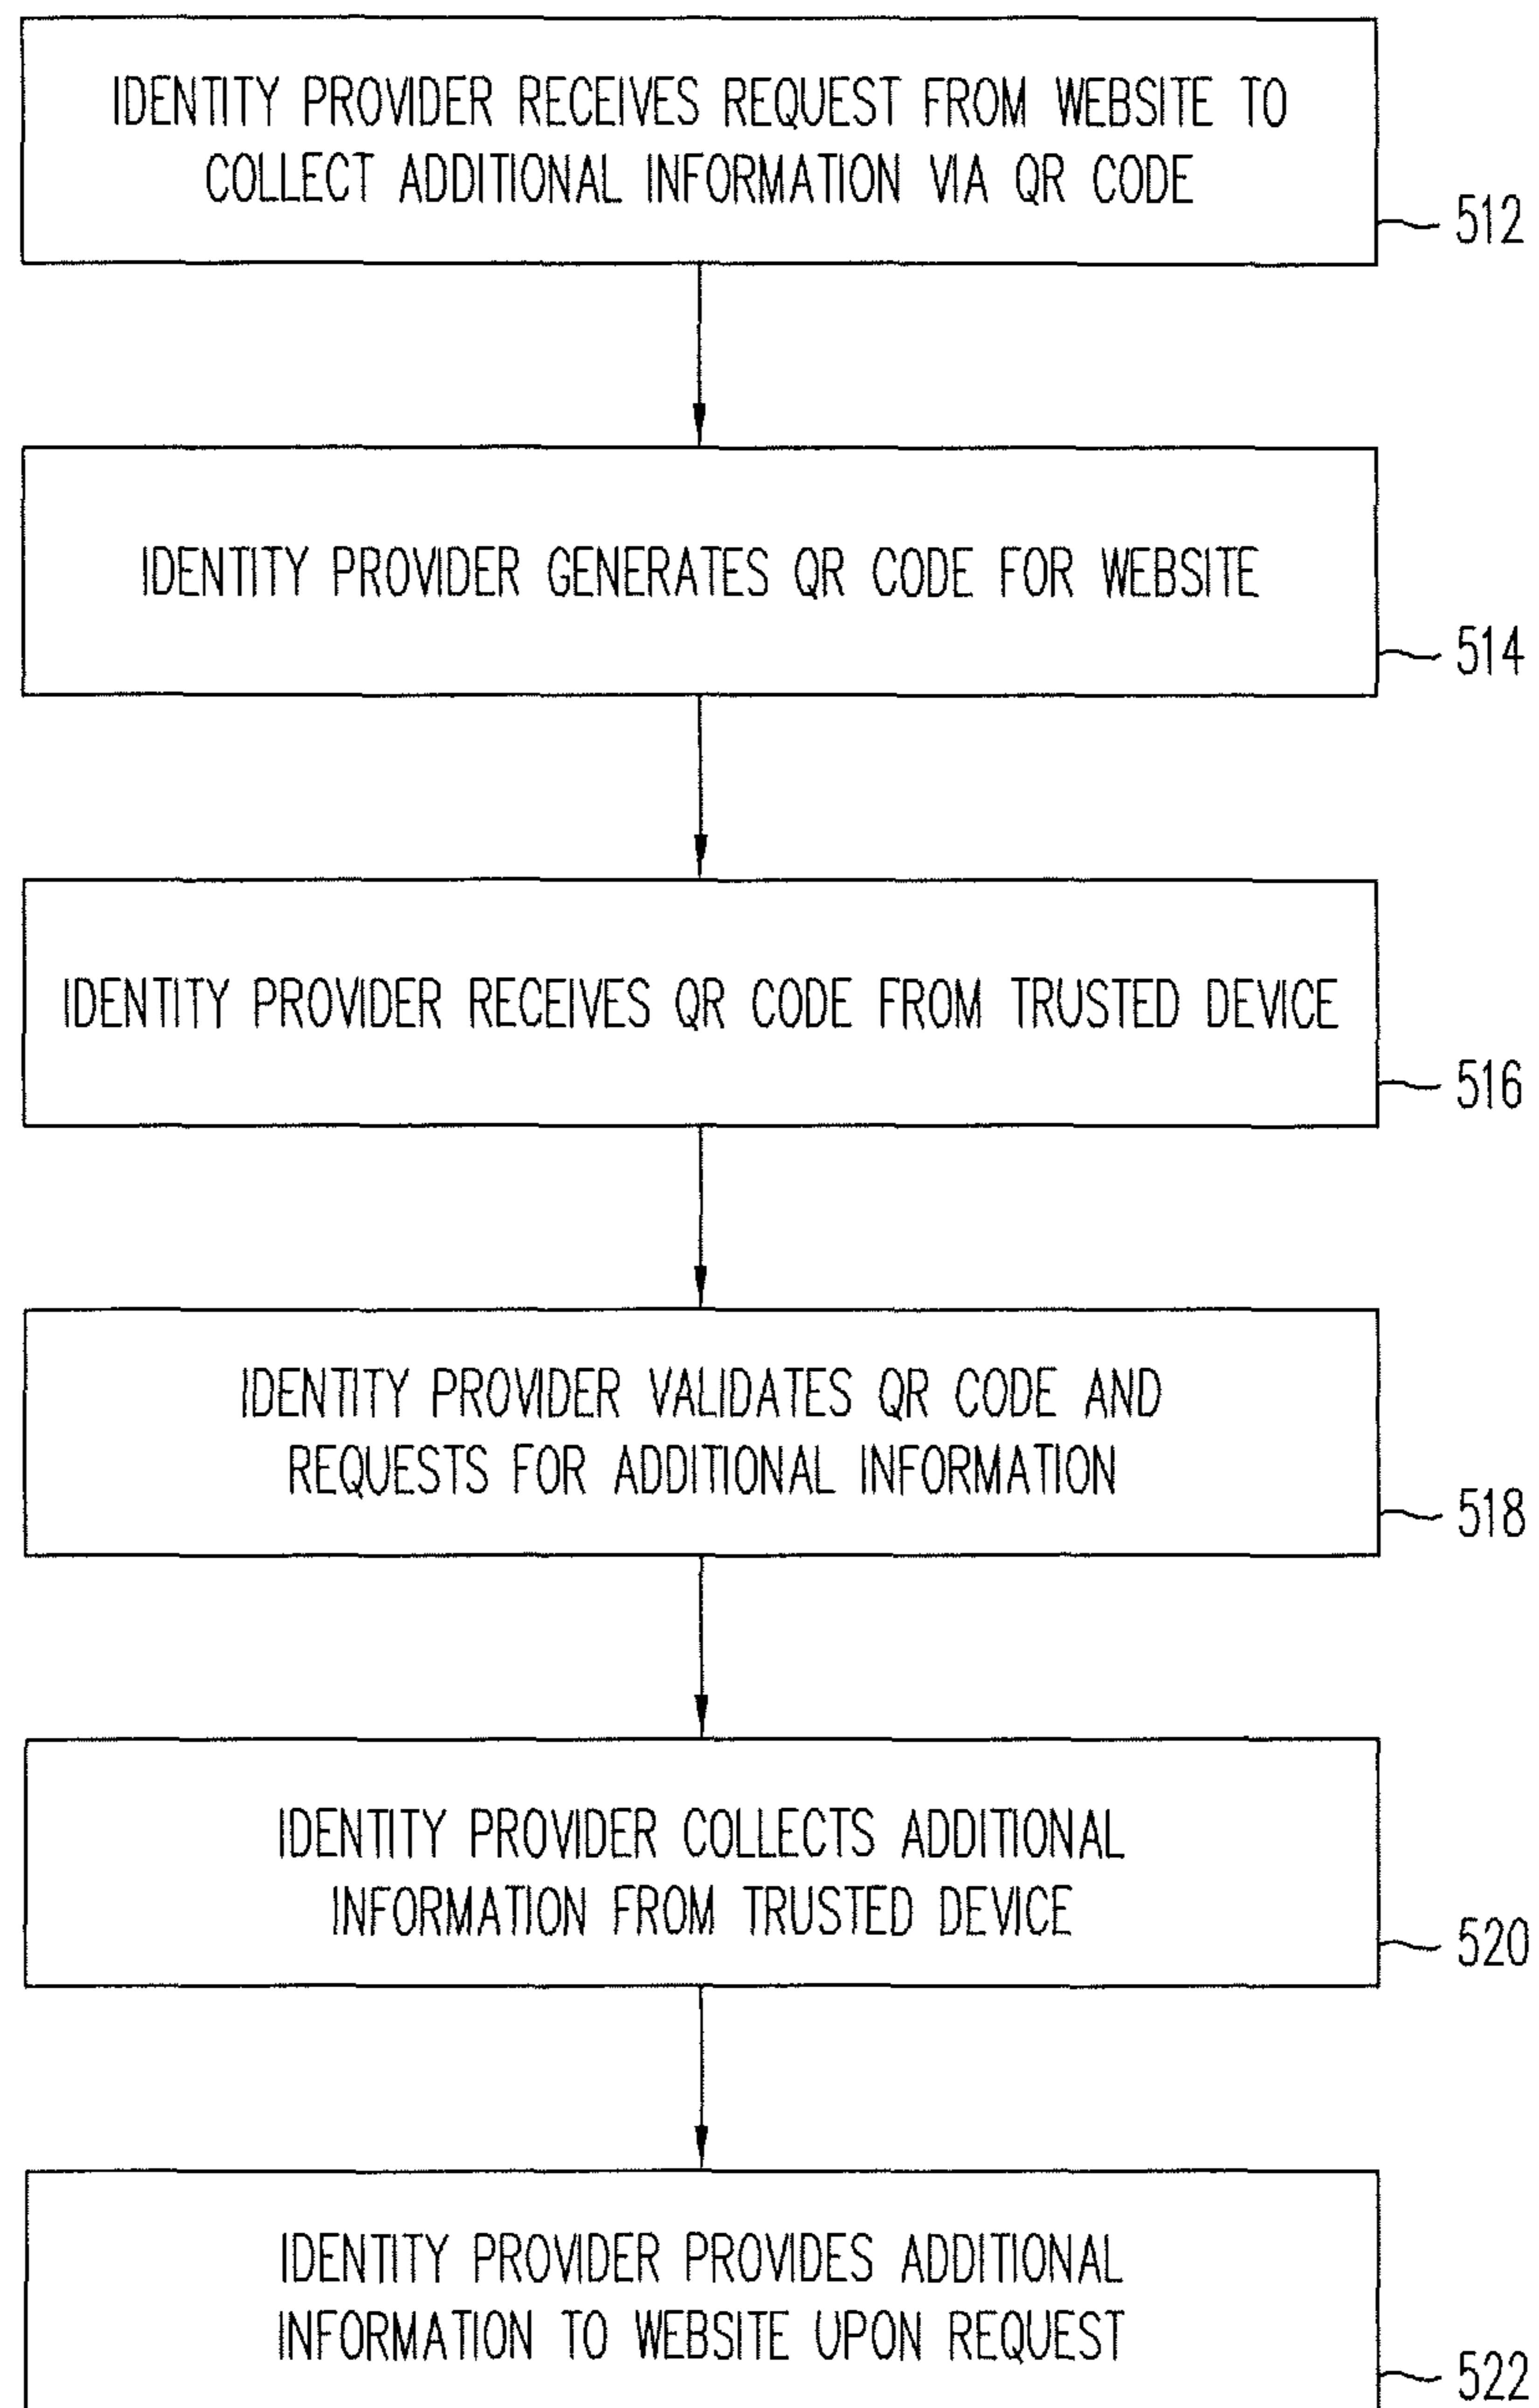 IDENTITY PROVIDER RECEIVES REQUEST FROM WEBSITE TO
COLLECT ADDITIONAL INFORMATION VIA QR CODE
512
IDENTITY PROVIDER GENERATES QR CODE FOR WEBSITE
514
IDENTITY PROVIDER RECEIVES QR CODE FROM TRUSTED DEVICE
516
IDENTITY PROVIDER VALIDATES QR CODE AND
REQUESTS FOR ADDITIONAL INFORMATION
518
IDENTITY PROVIDER COLLECTS ADDITIONAL
INFORMATION FROM TRUSTED DEVICE
520
IDENTITY PROVIDER PROVIDES ADDITIONAL
INFORMATION TO WEBSITE UPON REQUEST
522